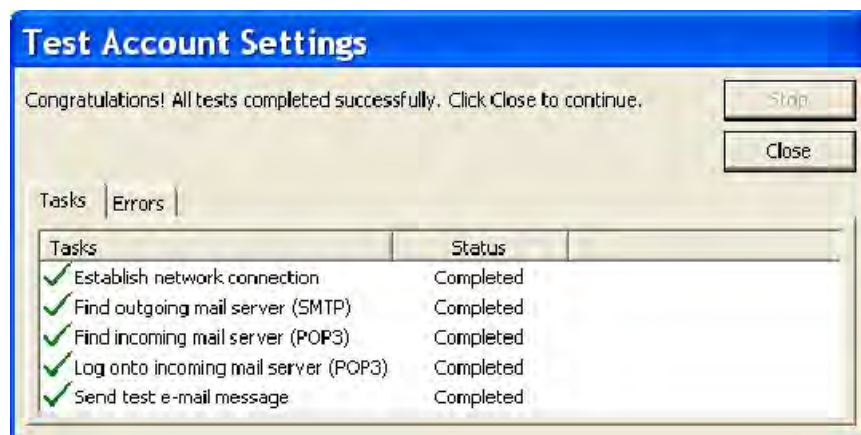 Test Account Settings
Congratulations! All tests completed successfully. Click Close to continue.
Stop
Close
Tasks Errors
Tasks Status
Establish network connection Completed
Find outgoing mail server (SMTP) Completed
Find incoming mail server (POP3) Completed
Log onto incoming mail server (POP3) Completed
Send test e-mail message Completed